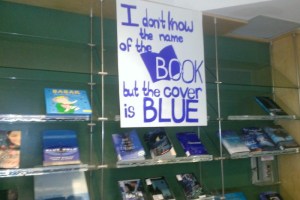 I don't know
the name
of the BOOK
but the cover
is BLUE